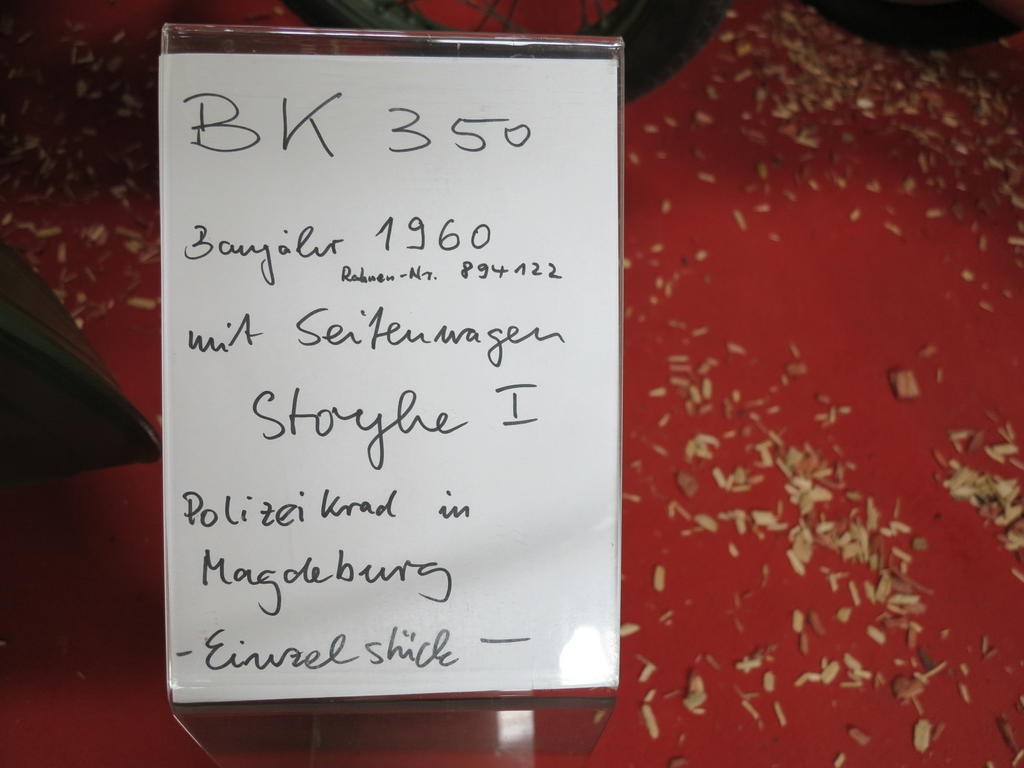 BK 350
Baujahr 1960
Rahmen-Nr. 894122
mit Seitenwagen
Stoye I
Polizeikrad in
Magdeburg
- Einzelstück -